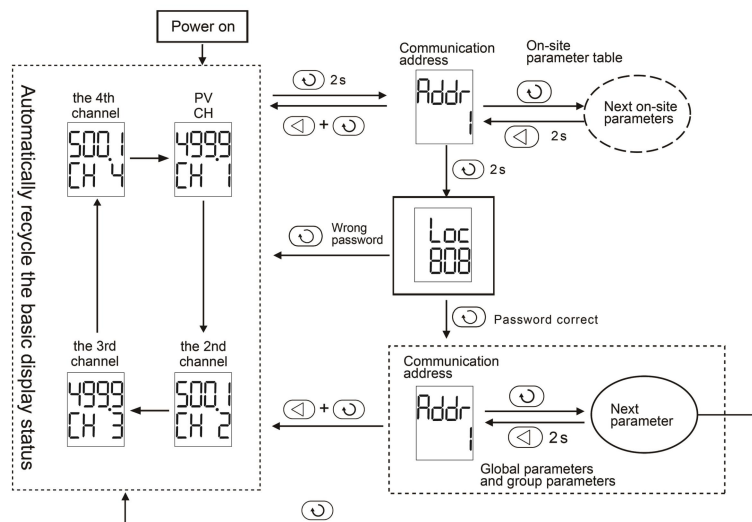 Power on
Automatically recycle the basic display status
the 4th
channel
500.1
CH 4
PV
CH
499.9
CH 1
the 3rd
channel
499.9
CH 3
the 2nd
channel
500.1
CH 2
2s
+
Communication
address
Addr
1
On-site
parameter table
2s
Next on-site
parameters
2s
Wrong
password
Loc
808
Password correct
+
Communication
address
Addr
1
2s
Next
parameter
Global parameters
and group parameters